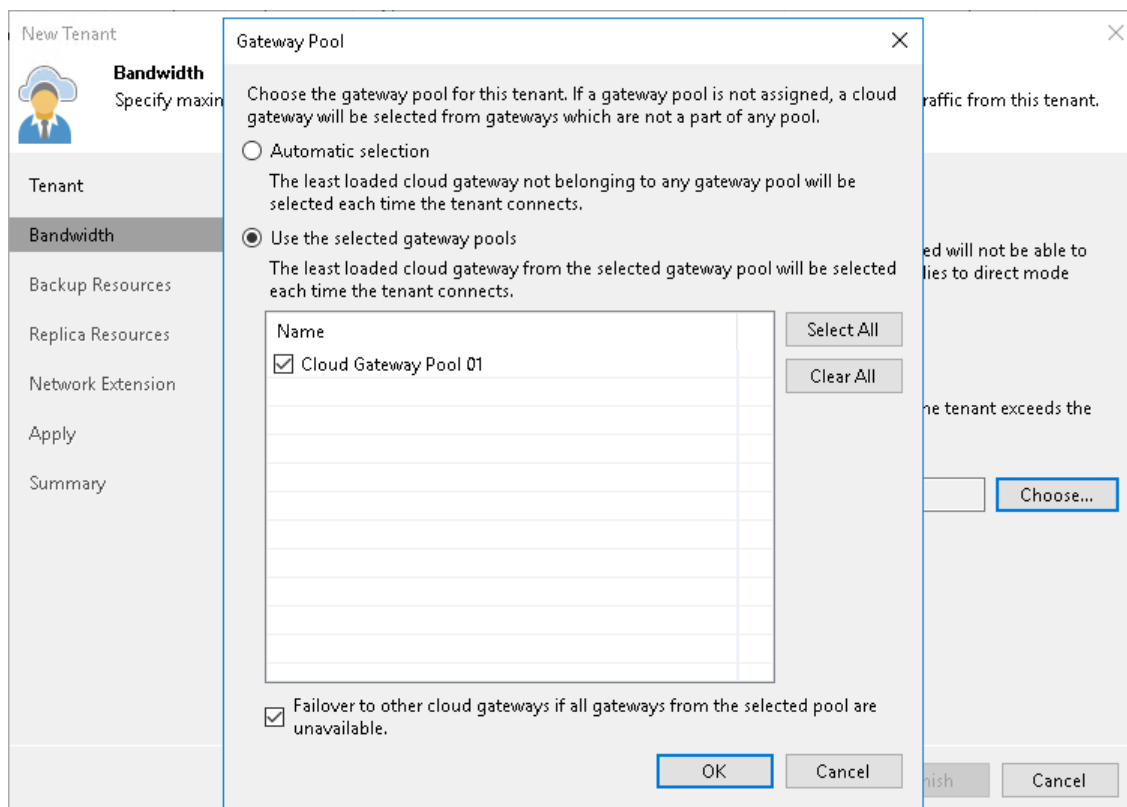 New Tenant
Bandwidth
Specify maxin
raffic from this tenant.
Tenant
Bandwidth
Backup Resources
Replica Resources
Network Extension
Apply
Summary
ed will not be able to
lies to direct mode
ne tenant exceeds the
Choose...
nish
Cancel
Gateway Pool
Choose the gateway pool for this tenant. If a gateway pool is not assigned, a cloud
gateway will be selected from gateways which are not a part of any pool.
Automatic selection
The least loaded cloud gateway not belonging to any gateway pool will be
selected each time the tenant connects.
Use the selected gateway pools
The least loaded cloud gateway from the selected gateway pool will be selected
each time the tenant connects.
Name
Cloud Gateway Pool 01
Select All
Clear All
Failover to other cloud gateways if all gateways from the selected pool are
unavailable.
OK
Cancel